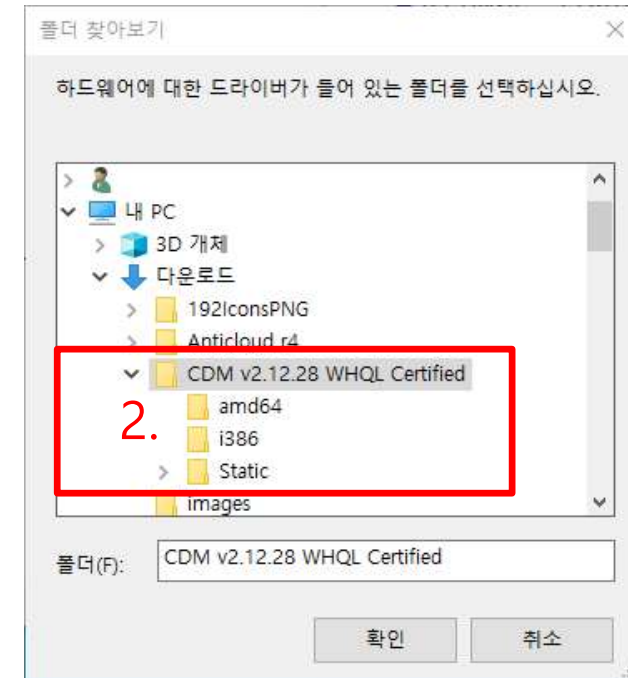 폴더 찾아보기
하드웨어에 대한 드라이버가 들어 있는 폴더를 선택하십시오.
내 PC
3D 개체
다운로드
192IconsPNG
Anticloud r4
CDM v2.12.28 WHQL Certified
2.
amd64
i386
Static
images
폴더(F): CDM v2.12.28 WHQL Certified
확인 취소